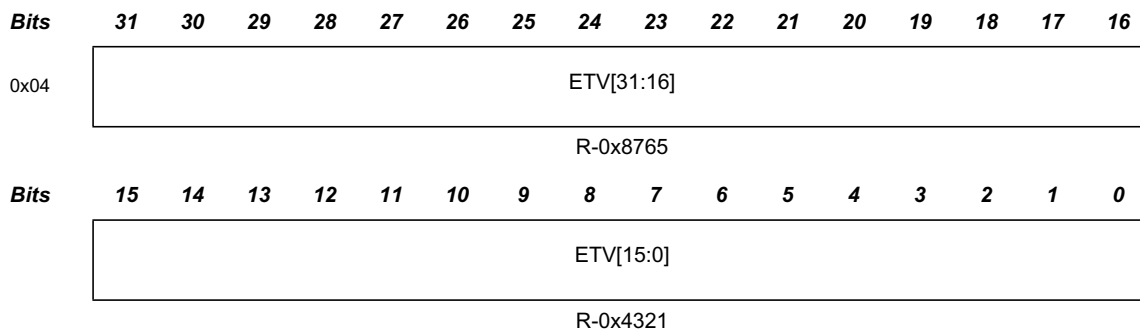 Bits 31 30 29 28 27 26 25 24 23 22 21 20 19 18 17 16
0x04 ETV[31:16]
R-0x8765
Bits 15 14 13 12 11 10 9 8 7 6 5 4 3 2 1 0
ETV[15:0]
R-0x4321